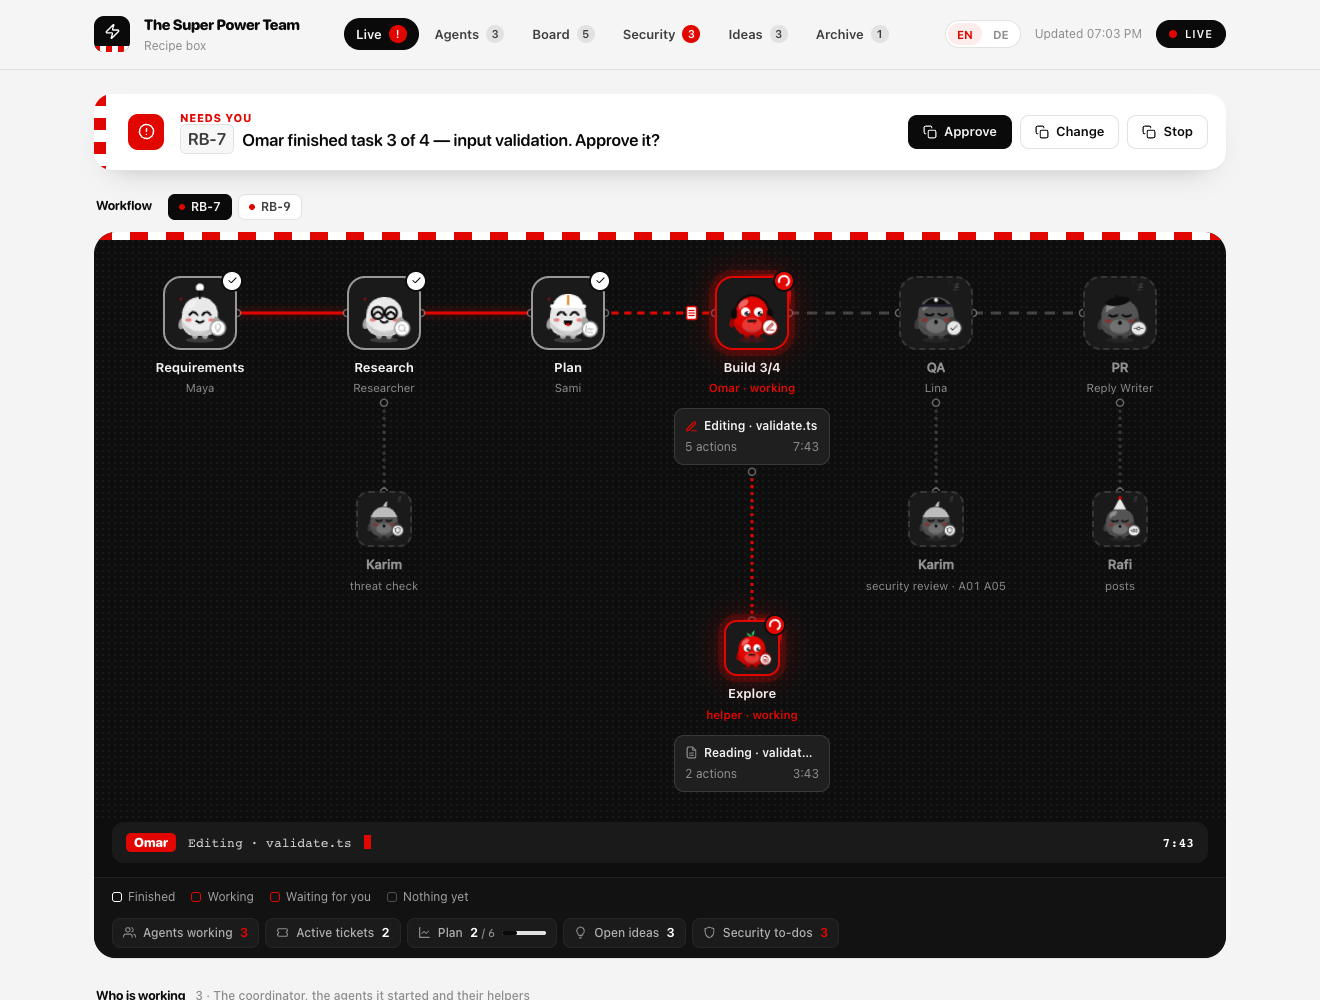 The Super Power Team
Recipe box
Live !
Agents 3
Board 5
Security 3
Ideas 3
Archive 1
EN DE
Updated 07:03 PM
LIVE
NEEDS YOU
RB-7 Omar finished task 3 of 4 — input validation. Approve it?
Approve
Change
Stop
Workflow
RB-7
RB-9
Requirements
Maya
Research
Researcher
Plan
Sami
Build 3/4
Omar · working
QA
Lina
PR
Reply Writer
Editing · validate.ts
5 actions 7:43
Karim
threat check
Karim
security review · A01 A05
Rafi
posts
Explore
helper · working
Reading · validat...
2 actions 3:43
Omar Editing · validate.ts 7:43
Finished
Working
Waiting for you
Nothing yet
Agents working 3
Active tickets 2
Plan 2 / 6
Open ideas 3
Security to-dos 3
Who is working 3 · The coordinator, the agents it started and their helpers